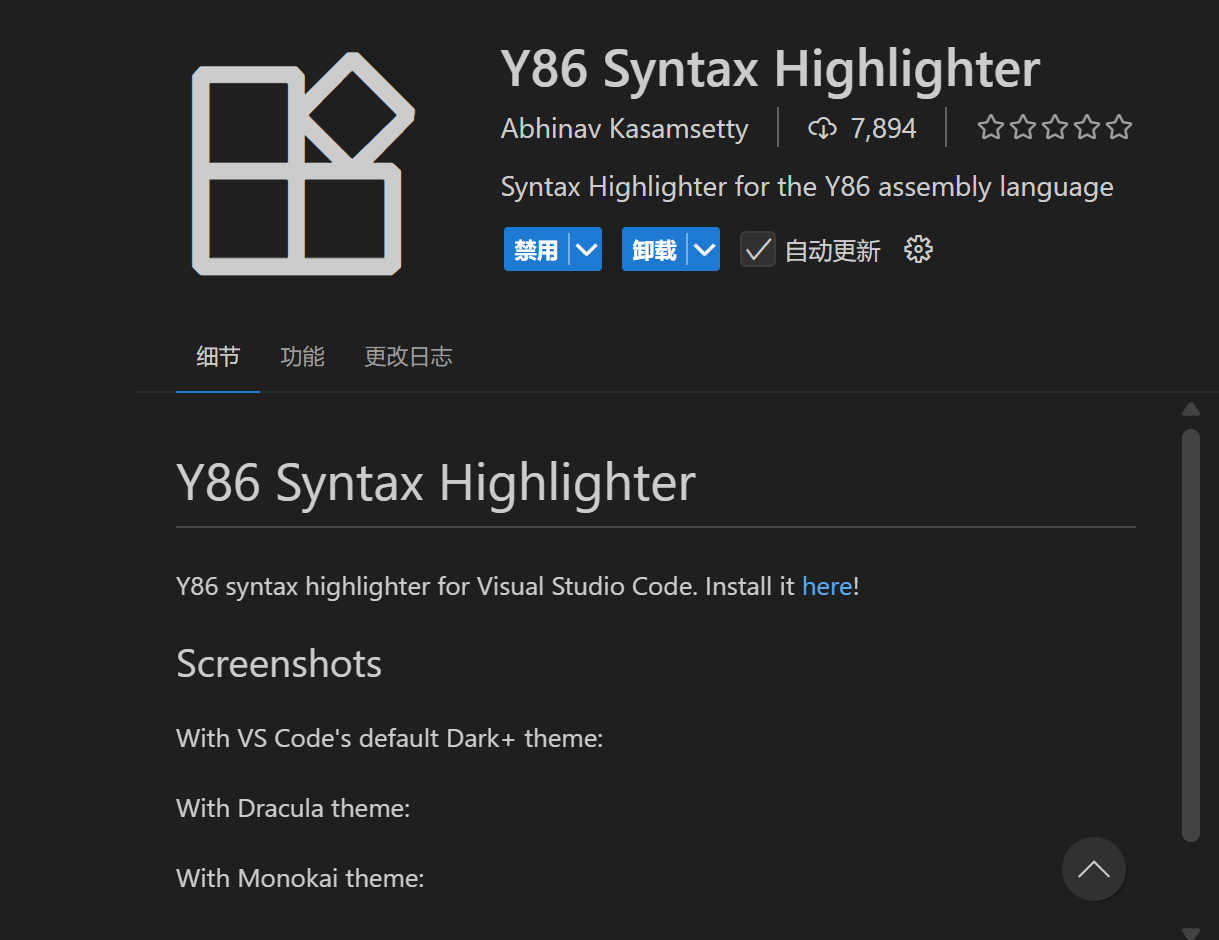 Y86 Syntax Highlighter
Abhinav Kasamsetty 7,894
Syntax Highlighter for the Y86 assembly language
禁用 卸载 自动更新
细节 功能 更改日志
Y86 Syntax Highlighter
Y86 syntax highlighter for Visual Studio Code. Install it here!
Screenshots
With VS Code's default Dark+ theme:
With Dracula theme:
With Monokai theme: